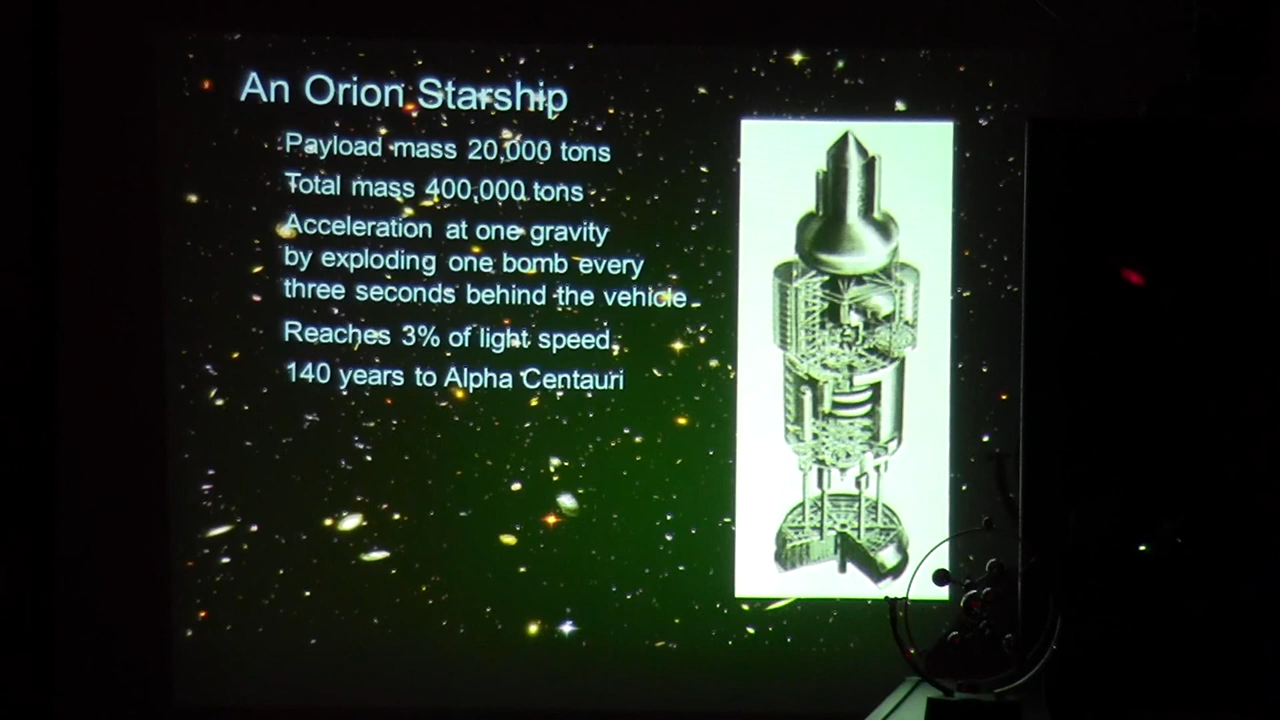 An Orion Starship
Payload mass 20,000 tons
Total mass 400,000 tons
Acceleration at one gravity
by exploding one bomb every
three seconds behind the vehicle
Reaches 3% of light speed
140 years to Alpha Centauri